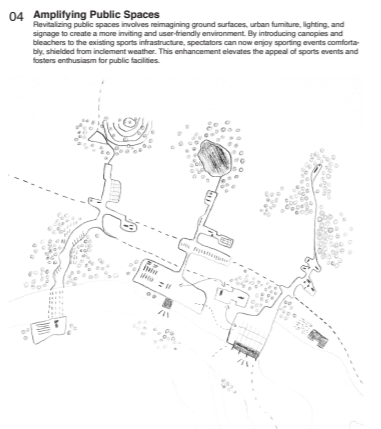 04 Amplifying Public Spaces
Revitalizing public spaces involves reimagining ground surfaces, urban furniture, lighting, and
signage to create a more inviting and user-friendly environment. By introducing canopies and
bleachers to the existing sports infrastructure, spectators can now enjoy sporting events comforta-
bly, shielded from inclement weather. This enhancement elevates the appeal of sports events and
fosters enthusiasm for public facilities.